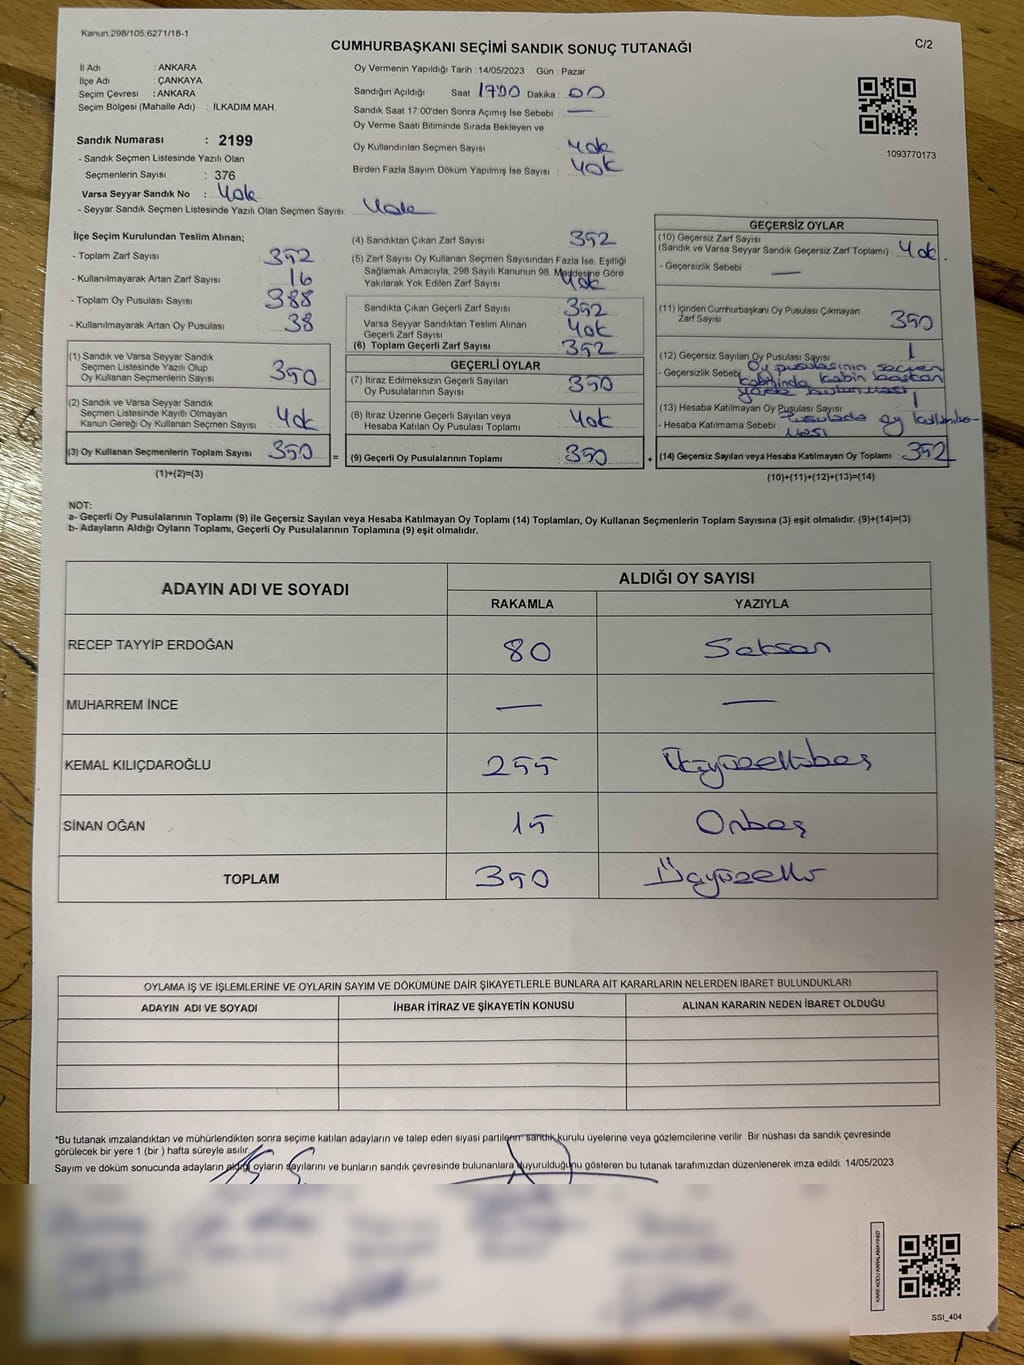 Kanun:298/105,6271/18-1
C/2
CUMHURBAŞKANI SEÇİMİ SANDIK SONUÇ TUTANAĞI
İl Adı : ANKARA
İlçe Adı : ÇANKAYA
Seçim Çevresi : ANKARA
Seçim Bölgesi (Mahalle Adı) : İLKADIM MAH.
Sandık Numarası : 2199
- Sandık Seçmen Listesinde Yazılı Olan
Seçmenlerin Sayısı : 376
Varsa Seyyar Sandık No : Yok
- Seyyar Sandık Seçmen Listesinde Yazılı Olan Seçmen Sayısı: Yok
Oy Vermenin Yapıldığı Tarih : 14/05/2023 Gün : Pazar
Sandığın Açıldığı Saat 17:00 Dakika : 00
Sandık Saat 17:00'den Sonra Açımış İse Sebebi : —
Oy Verme Saati Bitiminde Sırada Bekleyen ve
Oy Kullandırılan Seçmen Sayısı : Yok
Birden Fazla Sayım Döküm Yapılmış İse Sayısı : Yok
1093770173
İlçe Seçim Kurulundan Teslim Alınan;
- Toplam Zarf Sayısı : 392
- Kullanılmayarak Artan Zarf Sayısı : 16
- Toplam Oy Pusulası Sayısı : 388
- Kullanılmayarak Artan Oy Pusulası : 38
(1) Sandık ve Varsa Seyyar Sandık
Seçmen Listesinde Yazılı Olup
Oy Kullanan Seçmenlerin Sayısı : 350
(2) Sandık ve Varsa Seyyar Sandık
Seçmen Listesinde Kayıtlı Olmayan
Kanun Gereği Oy Kullanan Seçmen Sayısı : Yok
(3) Oy Kullanan Seçmenlerin Toplam Sayısı : 350 =
(1)+(2)=(3)
(4) Sandıktan Çıkan Zarf Sayısı : 352
(5) Zarf Sayısı Oy Kullanan Seçmen Sayısından Fazla İse, Eşitliği
Sağlamak Amacıyla, 298 Sayılı Kanunun 98. Maddesine Göre
Yakılarak Yok Edilen Zarf Sayısı : Yok
Sandıkta Çıkan Geçerli Zarf Sayısı : 352
Varsa Seyyar Sandıktan Teslim Alınan
Geçerli Zarf Sayısı : Yok
(6) Toplam Geçerli Zarf Sayısı : 352
GEÇERLİ OYLAR
(7) İtiraz Edilmeksizin Geçerli Sayılan
Oy Pusulalarının Sayısı : 350
(8) İtiraz Üzerine Geçerli Sayılan veya
Hesaba Katılan Oy Pusulası Toplamı : Yok
(9) Geçerli Oy Pusulalarının Toplamı : 350 +
GEÇERSİZ OYLAR
(10) Geçersiz Zarf Sayısı
(Sandık ve Varsa Seyyar Sandık Geçersiz Zarf Toplamı) : Yok.
- Geçersizlik Sebebi : —
(11) İçinden Cumhurbaşkanı Oy Pusulası Çıkmayan
Zarf Sayısı : 350
(12) Geçersiz Sayılan Oy Pusulası Sayısı : 1
- Geçersizlik Sebebi : Oy pusulasının seçmen
yerde bulunması
(13) Hesaba Katılmayan Oy Pusulası Sayısı : 1
- Hesaba Katılmama Sebebi : Pusulada oy kullanılma-
ması
(14) Geçersiz Sayılan veya Hesaba Katılmayan Oy Toplamı : 352
(10)+(11)+(12)+(13)=(14)
NOT:
a- Geçerli Oy Pusulalarının Toplamı (9) ile Geçersiz Sayılan veya Hesaba Katılmayan Oy Toplamı (14) Toplamları, Oy Kullanan Seçmenlerin Toplam Sayısına (3) eşit olmalıdır. (9)+(14)=(3)
b- Adayların Aldığı Oyların Toplamı, Geçerli Oy Pusulalarının Toplamına (9) eşit olmalıdır.
ADAYIN ADI VE SOYADI
ALDIĞI OY SAYISI
RAKAMLA YAZIYLA
RECEP TAYYİP ERDOĞAN 80 Seksen
MUHARREM İNCE — —
KEMAL KILIÇDAROĞLU 255 İkiyüzellibeş
SİNAN OĞAN 15 Onbeş
TOPLAM 350 Üçyüzelli
OYLAMA İŞ VE İŞLEMLERİNE VE OYLARIN SAYIM VE DÖKÜMÜNE DAİR ŞİKAYETLERLE BUNLARA AİT KARARLARIN NELERDEN İBARET BULUNDUKLARI
ADAYIN ADI VE SOYADI İHBAR İTİRAZ VE ŞİKAYETİN KONUSU ALINAN KARARIN NEDEN İBARET OLDUĞU
*Bu tutanak imzalandıktan ve mühürlendikten sonra seçime katılan adayların ve talep eden siyasi partilerin sandık kurulu üyelerine veya gözlemcilerine verilir. Bir nüshası da sandık çevresinde
görülecek bir yere 1 (bir ) hafta süreyle asılır.
Sayım ve döküm sonucunda adayların aldığı oyların sayılarını ve bunların sandık çevresinde bulunanlara duyurulduğunu gösteren bu tutanak tarafımızdan düzenlenerek imza edildi. 14/05/2023
KARE KODU KARALAMAYINIZ!
SSI_404